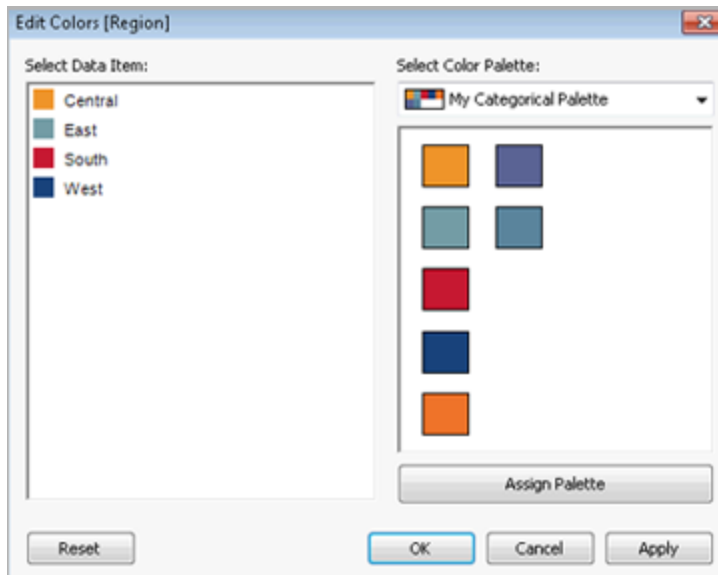 Edit Colors [Region]
Select Data Item:
Central
East
South
West
Select Color Palette:
My Categorical Palette
Assign Palette
Reset
OK
Cancel
Apply